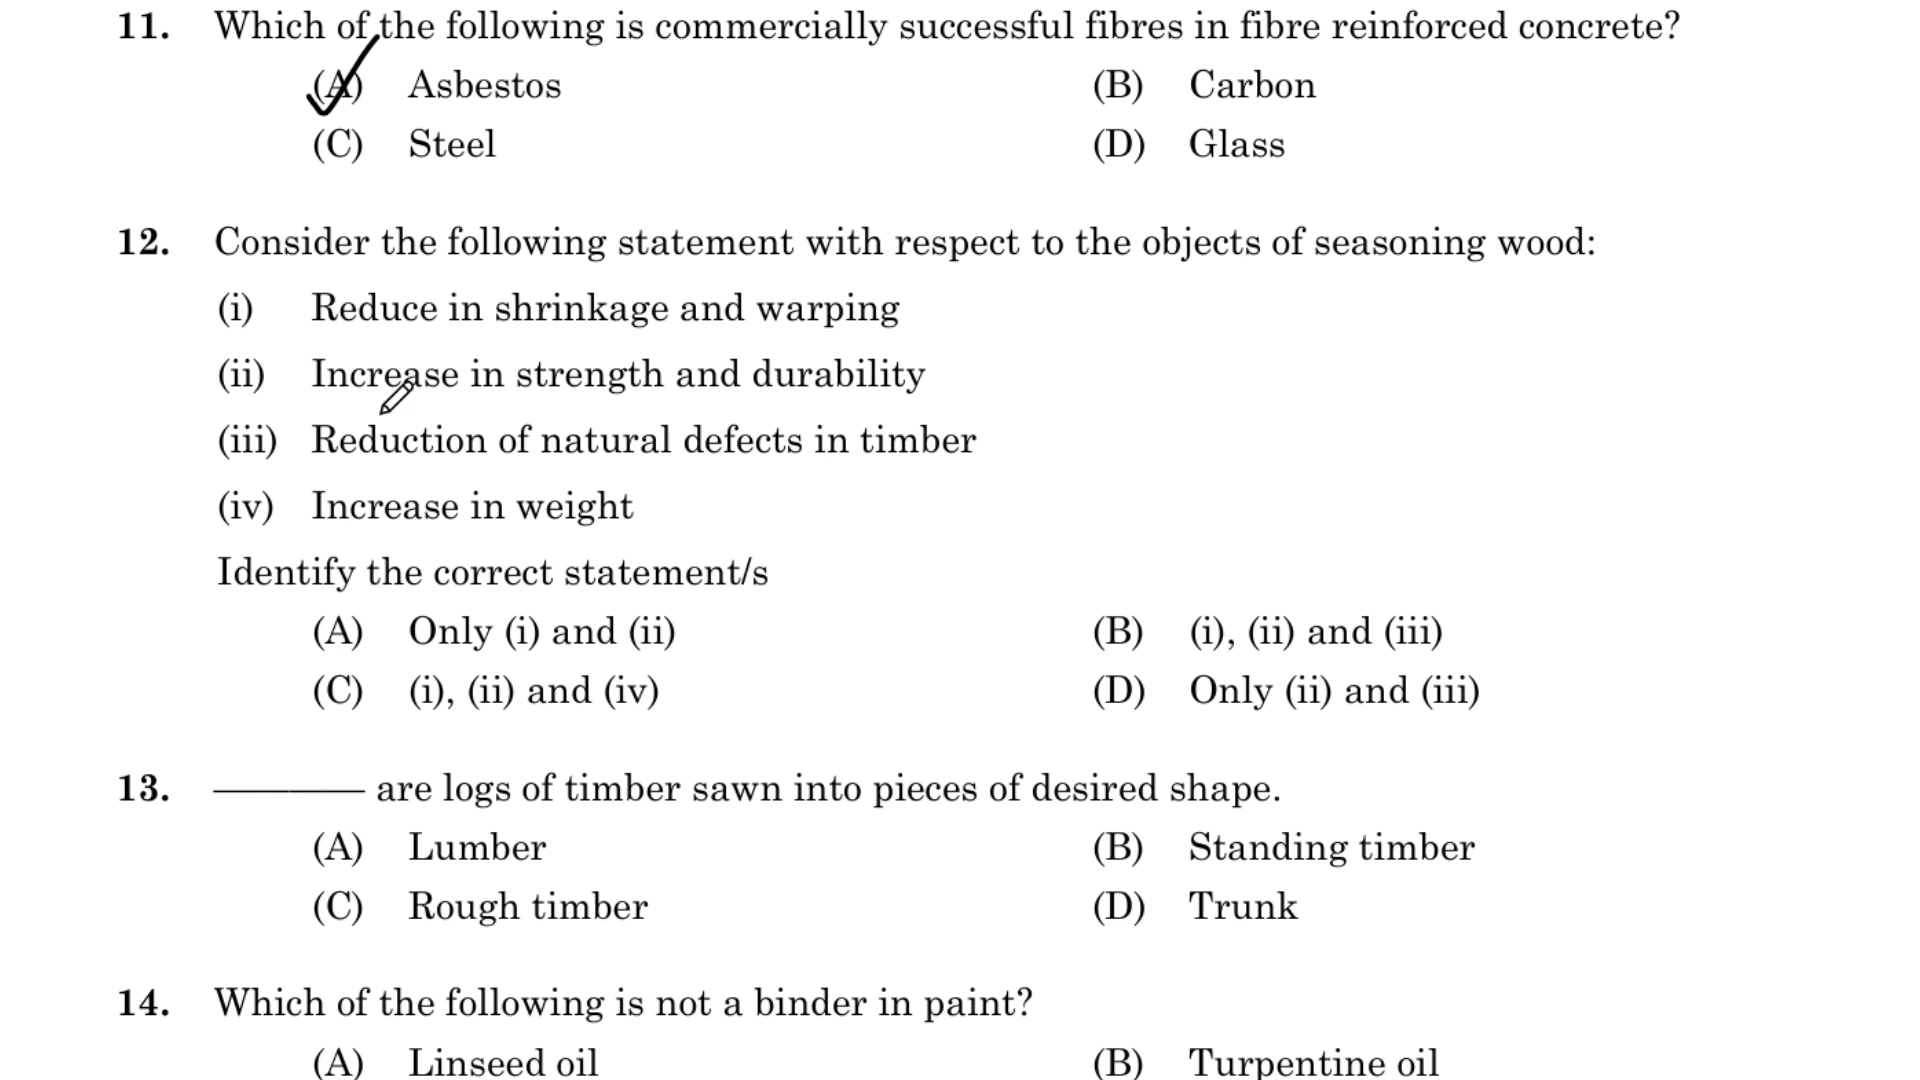 11. Which of the following is commercially successful fibres in fibre reinforced concrete?
(A) Asbestos (B) Carbon
(C) Steel (D) Glass
12. Consider the following statement with respect to the objects of seasoning wood:
(i) Reduce in shrinkage and warping
(ii) Increase in strength and durability
(iii) Reduction of natural defects in timber
(iv) Increase in weight
Identify the correct statement/s
(A) Only (i) and (ii) (B) (i), (ii) and (iii)
(C) (i), (ii) and (iv) (D) Only (ii) and (iii)
13. ———— are logs of timber sawn into pieces of desired shape.
(A) Lumber (B) Standing timber
(C) Rough timber (D) Trunk
14. Which of the following is not a binder in paint?
(A) Linseed oil (B) Turpentine oil